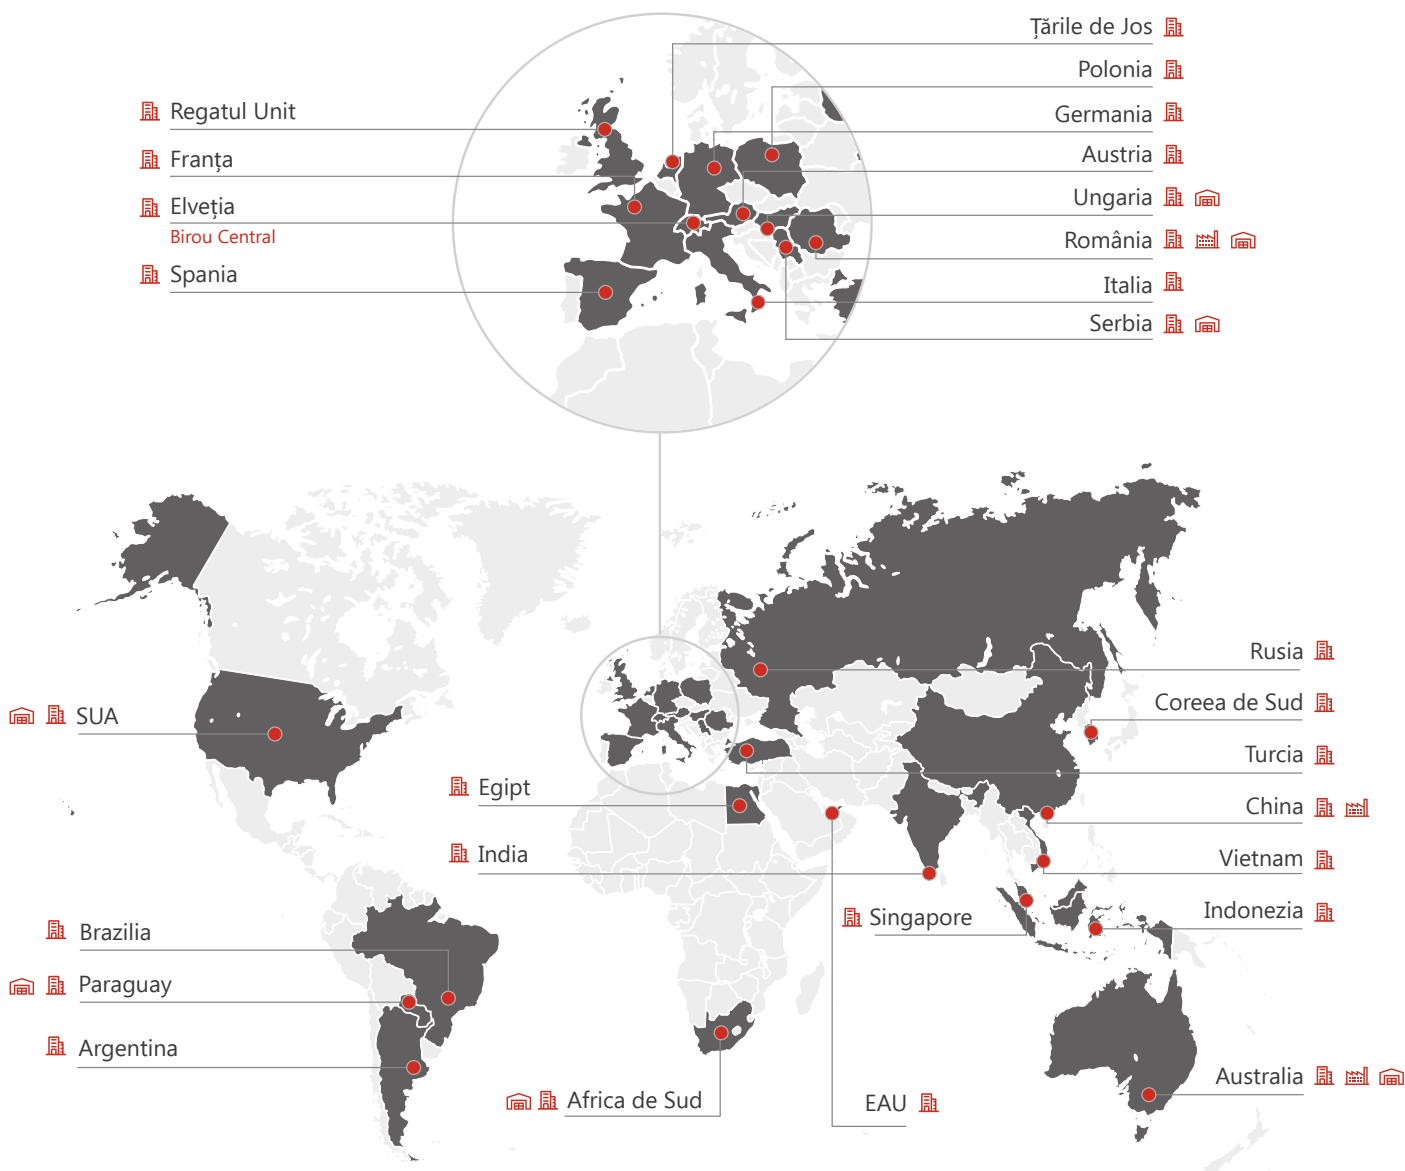 Țările de Jos
Polonia
Germania
Austria
Ungaria
România
Italia
Serbia
Regatul Unit
Franța
Elveția
Birou Central
Spania
Rusia
Coreea de Sud
Turcia
China
Vietnam
Indonezia
Australia
SUA
Egipt
India
Singapore
Brazilia
Paraguay
Argentina
Africa de Sud
EAU